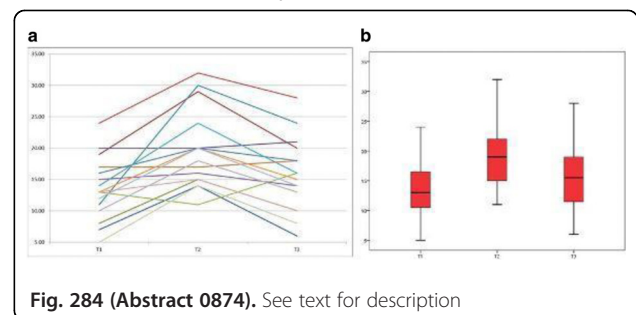 a
b
35.00
30.00
25.00
20.00
15.00
10.00
5.00
T1 T2 T3
T1 T2 T3
Fig. 284 (Abstract 0874). See text for description